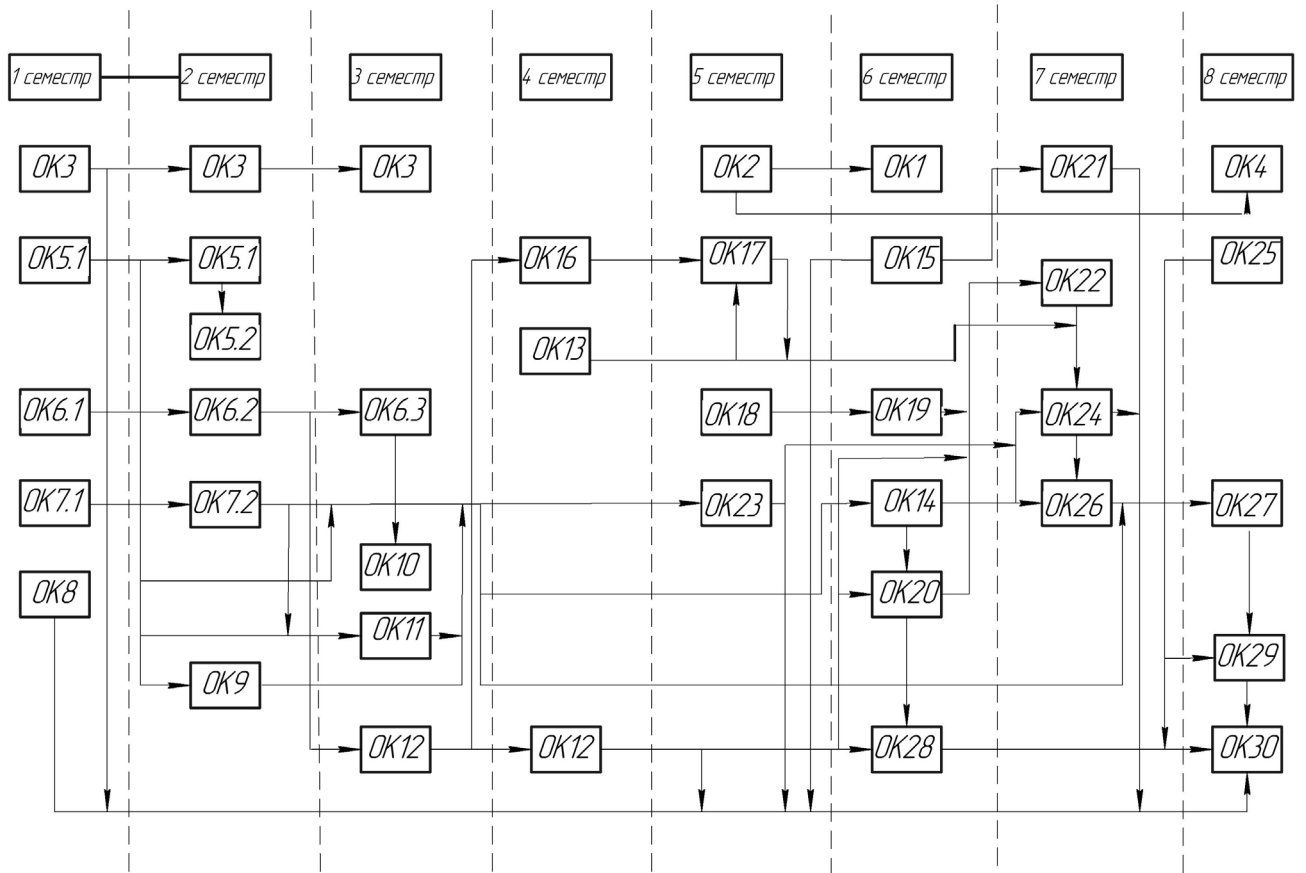 1 семестр 2 семестр 3 семестр 4 семестр 5 семестр 6 семестр 7 семестр 8 семестр
ОК3 ОК3 ОК3 ОК2 ОК1 ОК21 ОК4
ОК5.1 ОК5.1 ОК16 ОК17 ОК15 ОК25
ОК22
ОК5.2 ОК13
ОК6.1 ОК6.2 ОК6.3 ОК18 ОК19 ОК24
ОК7.1 ОК7.2 ОК23 ОК14 ОК26 ОК27
ОК10
ОК8 ОК20
ОК11
ОК29
ОК9
ОК12 ОК12 ОК28 ОК30